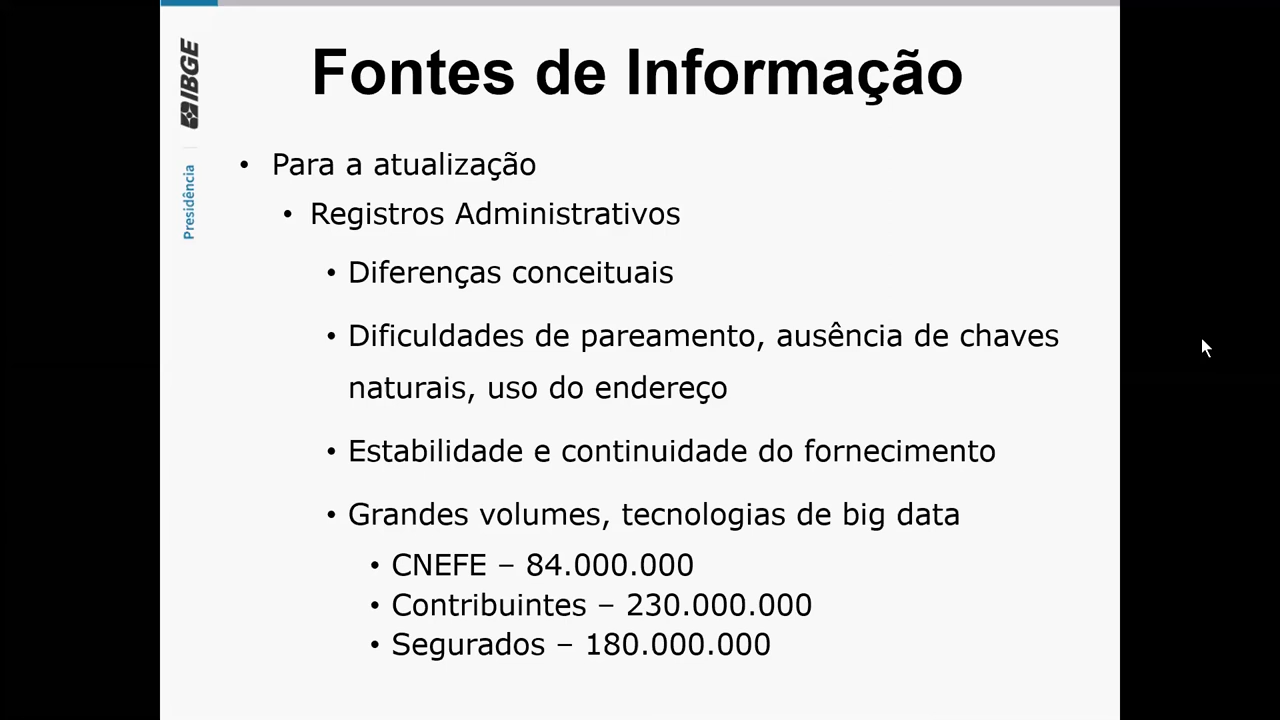 Fontes de Informação
IBGE
Presidência
• Para a atualização
• Registros Administrativos
• Diferenças conceituais
• Dificuldades de pareamento, ausência de chaves
naturais, uso do endereço
• Estabilidade e continuidade do fornecimento
• Grandes volumes, tecnologias de big data
• CNEFE – 84.000.000
• Contribuintes – 230.000.000
• Segurados – 180.000.000